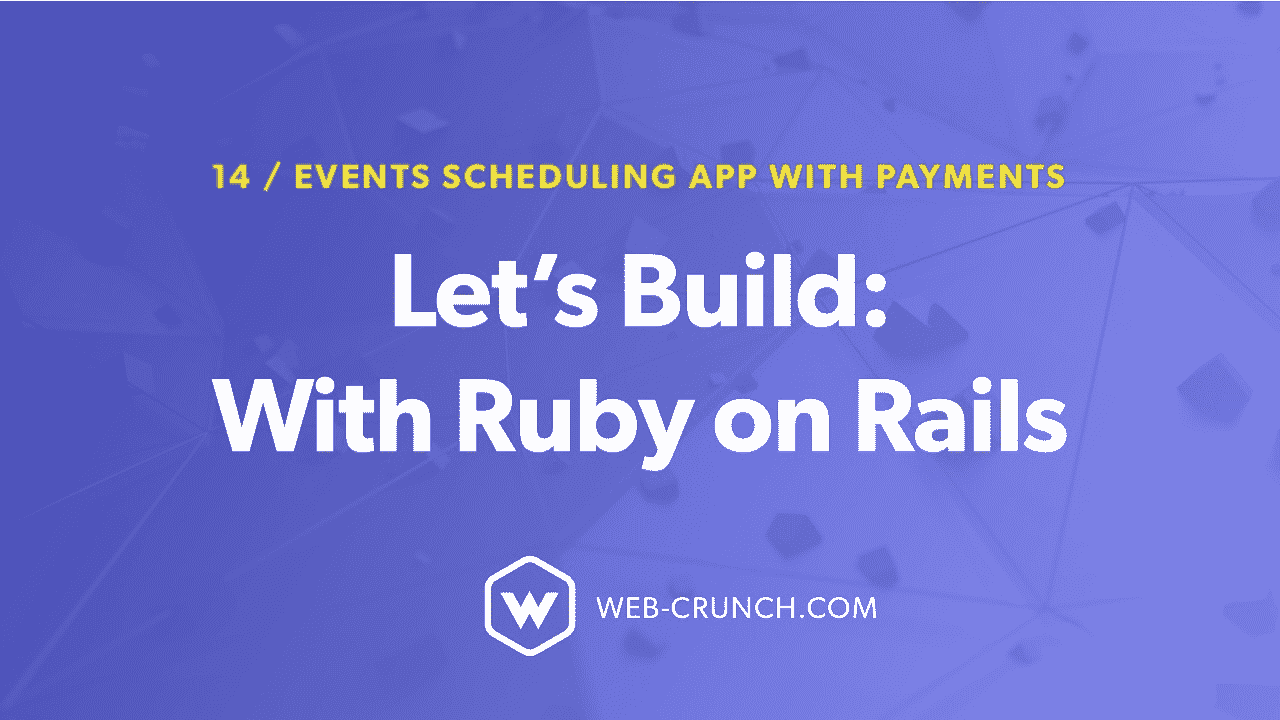 14 / EVENTS SCHEDULING APP WITH PAYMENTS
Let's Build:
With Ruby on Rails
W WEB-CRUNCH.COM